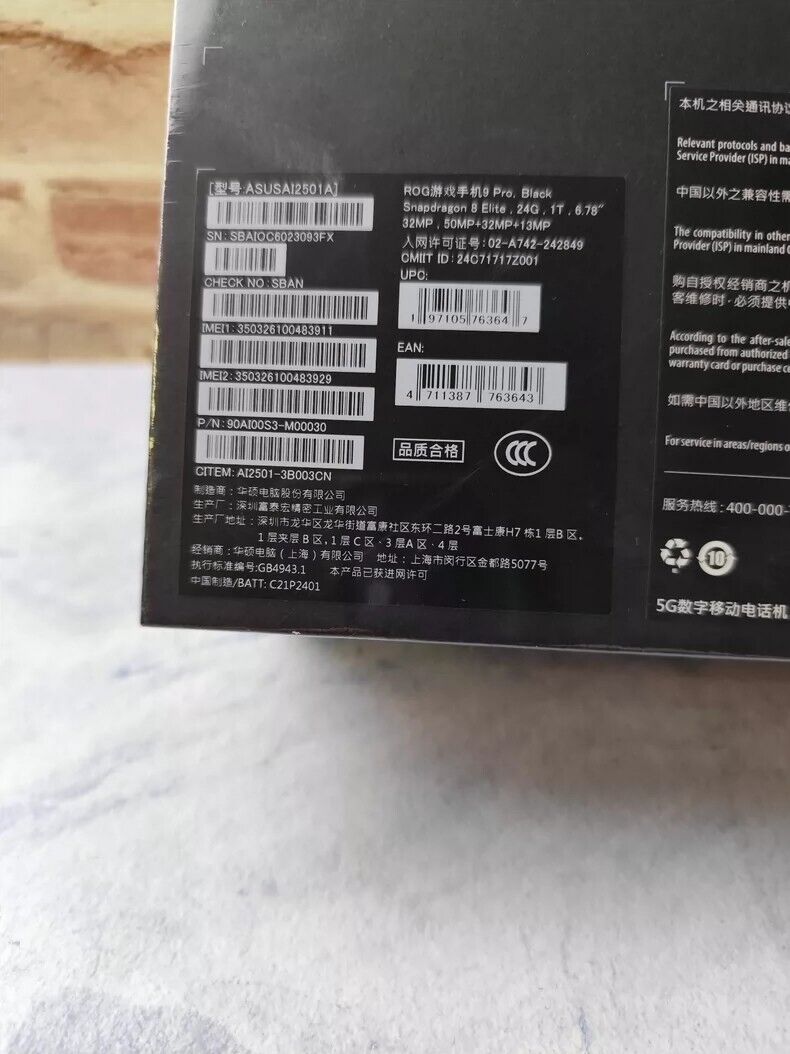 [型号 ASUSAI2501A]
SN: SBAIOC6023093FX
CHECK NO: SBAN
IMEI1: 350326100483911
IMEI2: 350326100483929
P/N: 90AI00S3-M00030
CITEM: AI2501-3B003CN
ROG游戏手机9 Pro, Black
Snapdragon 8 Elite , 24G , 1T , 6.78"
32MP , 50MP+32MP+13MP
入网许可证号: 02-A742-242849
CMIIT ID: 24C71717Z001
UPC:
1 97105 76364 7
EAN:
4 711387 763643
品质合格
CCC
制造商：华硕电脑股份有限公司
生产厂：深圳富泰宏精密工业有限公司
生产厂地址：深圳市龙华区龙华街道富康社区东环二路2号富士康H7 栋1 层B 区,
1 层夹层B 区, 1 层 C 区、3 层A 区、4 层
经销商：华硕电脑（上海）有限公司 地址：上海市闵行区金都路5077号
执行标准编号:GB4943.1 本产品已获进网许可
中国制造/BATT: C21P2401
本机之相关通讯协议
Relevant protocols and ba
Service Provider (ISP) in ma
中国以外之兼容性需
The compatibility in other
Provider (ISP) in mainland
购自授权经销商之机
客维修时，必须提供
According to the after-sale
purchased from authorized
warranty card or purchase ce
如需中国以外地区维
For service in areas/regions o
服务热线：400-000-
10
5G数字移动电话机